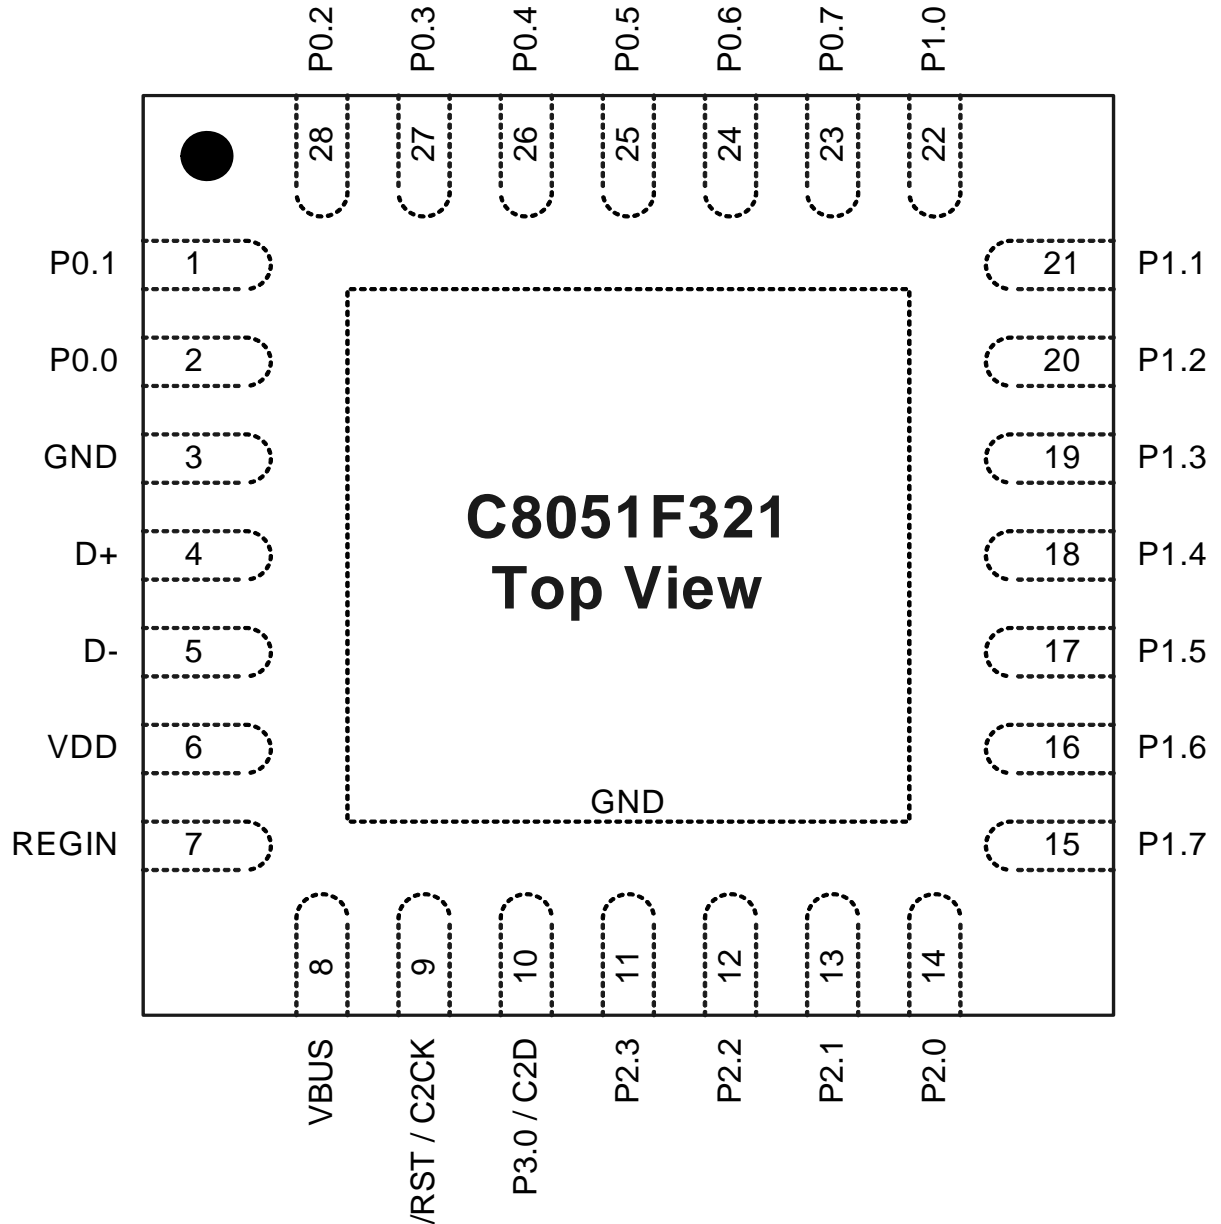 P0.2
P0.3
P0.4
P0.5
P0.6
P0.7
P1.0
28
27
26
25
24
23
22
P0.1 1
21 P1.1
P0.0 2
20 P1.2
GND 3
19 P1.3
D+ 4
18 P1.4
D- 5
17 P1.5
VDD 6
16 P1.6
REGIN 7
15 P1.7
C8051F321
Top View
GND
8
9
10
11
12
13
14
VBUS
/RST / C2CK
P3.0 / C2D
P2.3
P2.2
P2.1
P2.0